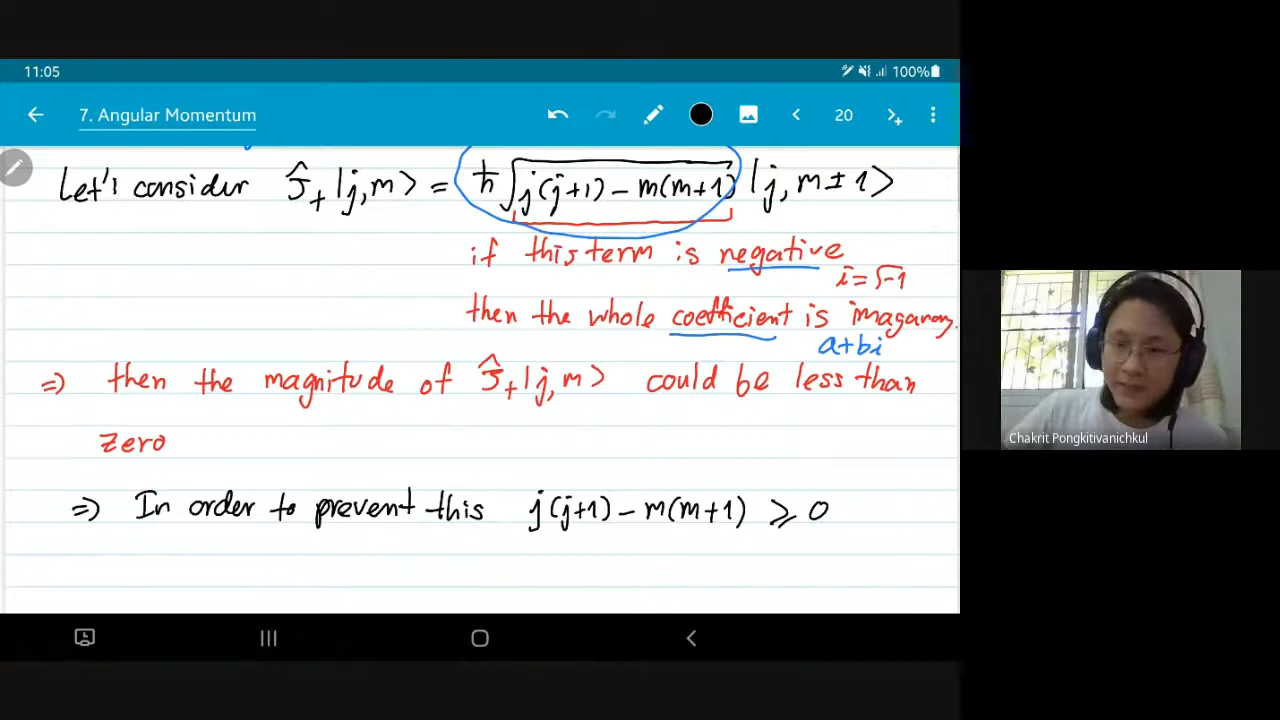 11:05 100%
7. Angular Momentum 20
Let's consider Ĵ₊|j,m> = ħ√(j(j+1) - m(m+1)) |j, m±1>
if this term is negative
i = √-1
then the whole coefficient is imaganary.
a+bi
=> then the magnitude of Ĵ₊|j,m> could be less than
zero
=> In order to prevent this j(j+1) - m(m+1) ≥ 0
Chakrit Pongkitivanichkul